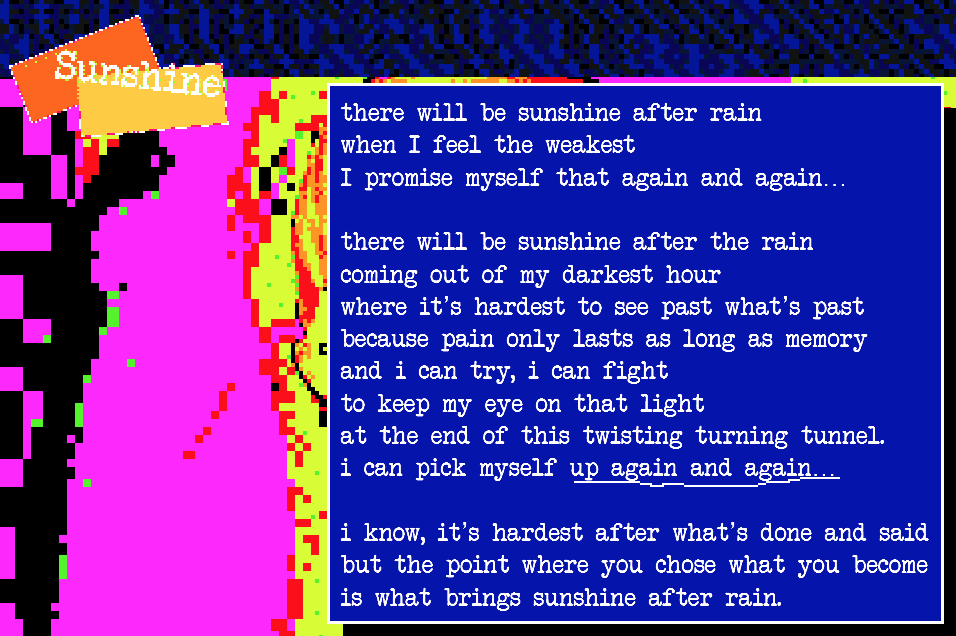 Sunshine
there will be sunshine after rain
when I feel the weakest
I promise myself that again and again...
there will be sunshine after the rain
coming out of my darkest hour
where it's hardest to see past what's past
because pain only lasts as long as memory
and i can try, i can fight
to keep my eye on that light
at the end of this twisting turning tunnel.
i can pick myself up again and again...
i know, it's hardest after what's done and said
but the point where you chose what you become
is what brings sunshine after rain.